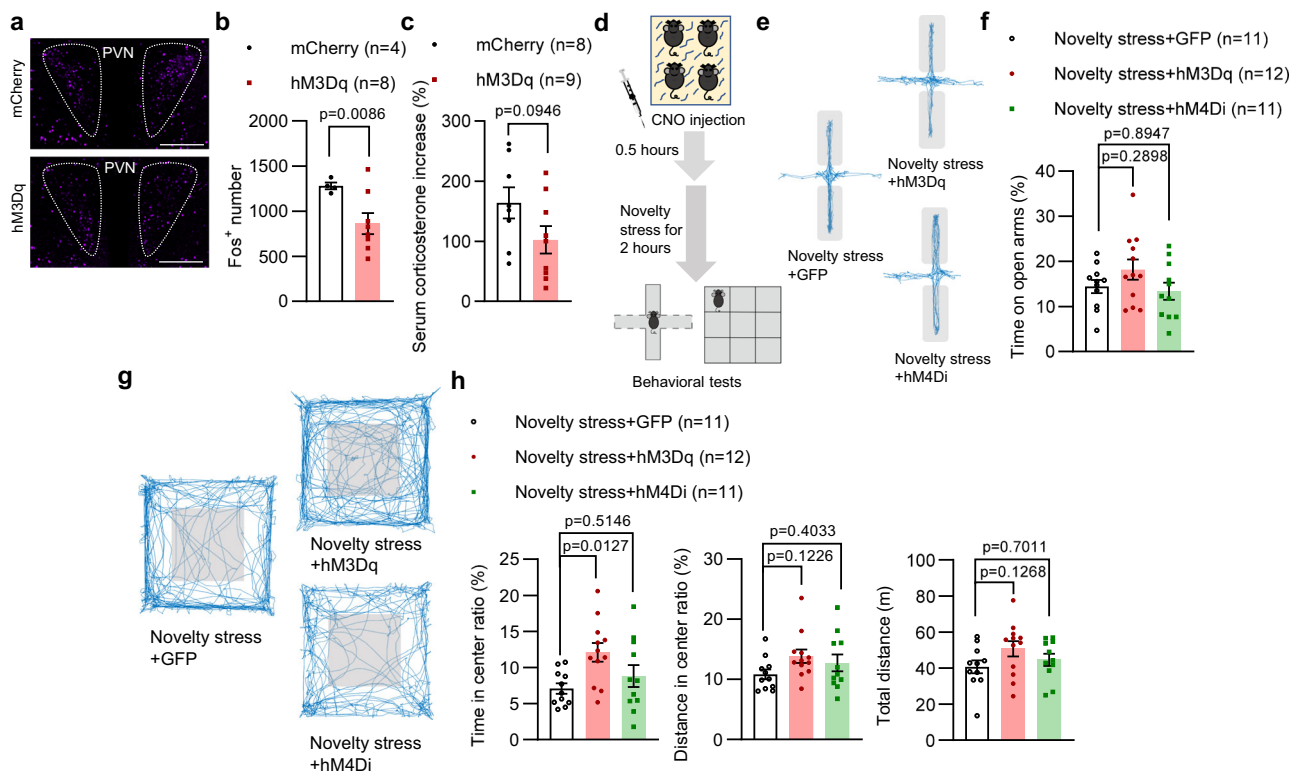 a
PVN
mCherry
PVN
hM3Dq
b
mCherry (n=4)
hM3Dq (n=8)
p=0.0086
2000
1500
1000
500
0
Fos+ number
c
mCherry (n=8)
hM3Dq (n=9)
p=0.0946
300
200
100
0
Serum corticosterone increase (%)
d
CNO injection
0.5 hours
Novelty
stress for
2 hours
Behavioral tests
e
Novelty stress
+GFP
Novelty stress
+hM3Dq
Novelty stress
+hM4Di
f
Novelty stress+GFP (n=11)
Novelty stress+hM3Dq (n=12)
Novelty stress+hM4Di (n=11)
p=0.8947
p=0.2898
40
30
20
10
0
Time on open arms (%)
g
Novelty stress
+GFP
Novelty stress
+hM3Dq
Novelty stress
+hM4Di
h
Novelty stress+GFP (n=11)
Novelty stress+hM3Dq (n=12)
Novelty stress+hM4Di (n=11)
p=0.5146
p=0.0127
25
20
15
10
5
0
Time in center ratio (%)
p=0.4033
p=0.1226
30
20
10
0
Distance in center ratio (%)
p=0.7011
p=0.1268
100
80
60
40
20
0
Total distance (m)